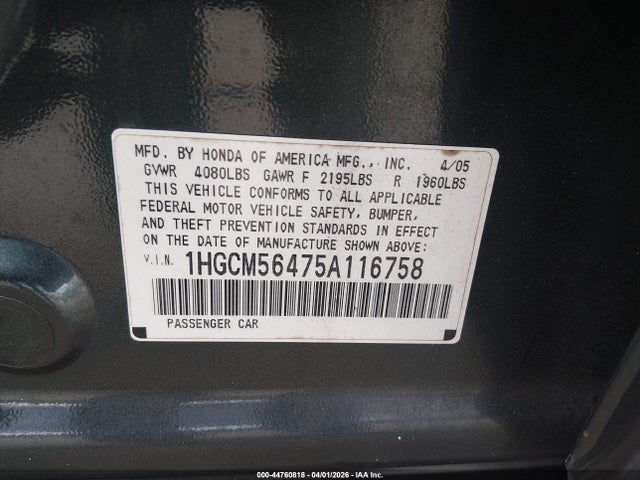 MFD. BY HONDA OF AMERICA MFG., INC. 4/05
GVWR 4080LBS GAWR F 2195LBS R 1960LBS
THIS VEHICLE CONFORMS TO ALL APPLICABLE
FEDERAL MOTOR VEHICLE SAFETY, BUMPER,
AND THEFT PREVENTION STANDARDS IN EFFECT
ON THE DATE OF MANUFACTURE SHOWN ABOVE:
V.I.N. 1HGCM56475A116758
PASSENGER CAR
000-44760818 - 04/01/2026 - IAA Inc.